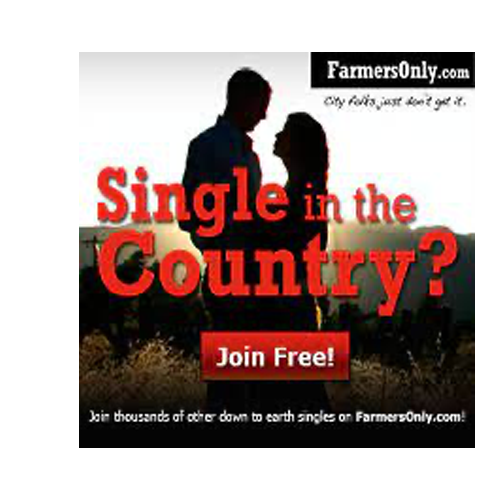 FarmersOnly.com
City folks just don't get it.
Single in the
Country?
Join Free!
Join thousands of other down to earth singles on FarmersOnly.com!